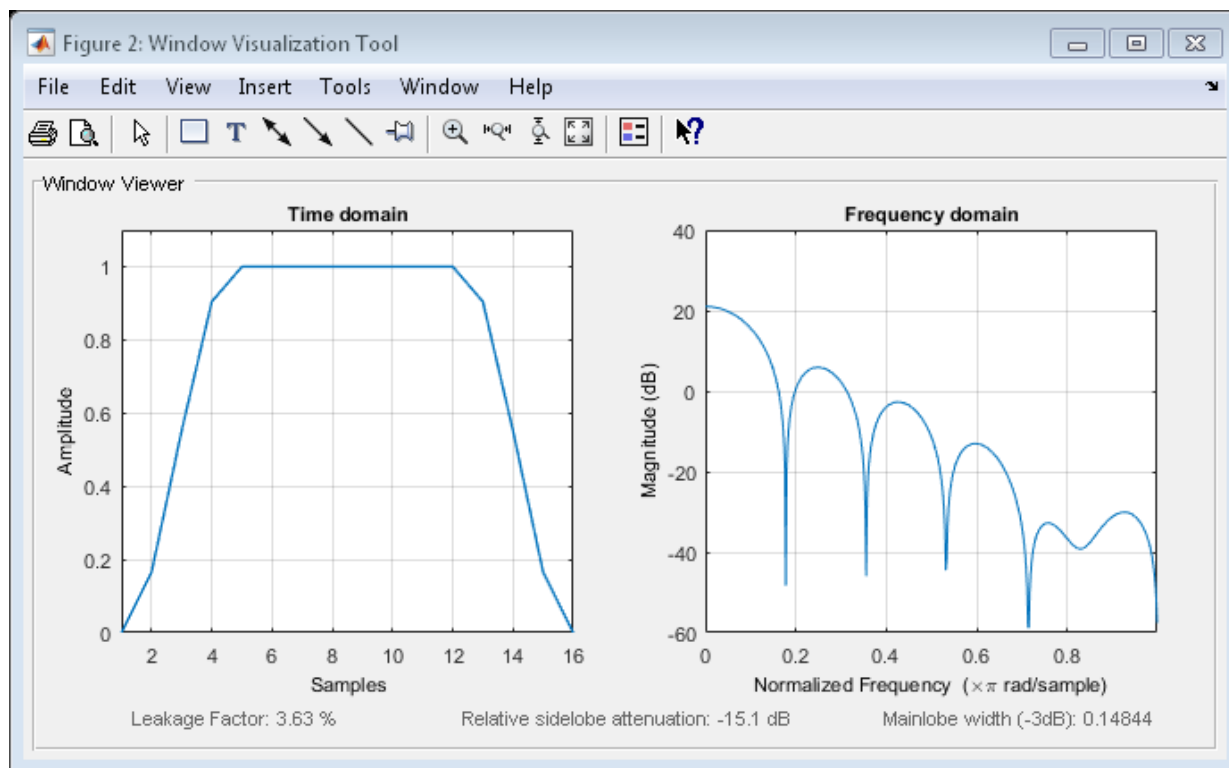 Figure 2: Window Visualization Tool
File Edit View Insert Tools Window Help
T
Window Viewer
Time domain
1
0.8
0.6
0.4
0.2
0
2 4 6 8 10 12 14 16
Amplitude
Samples
Frequency domain
40
20
0
-20
-40
-60
0 0.2 0.4 0.6 0.8
Magnitude (dB)
Normalized Frequency (×π rad/sample)
Leakage Factor: 3.63 % Relative sidelobe attenuation: -15.1 dB Mainlobe width (-3dB): 0.14844